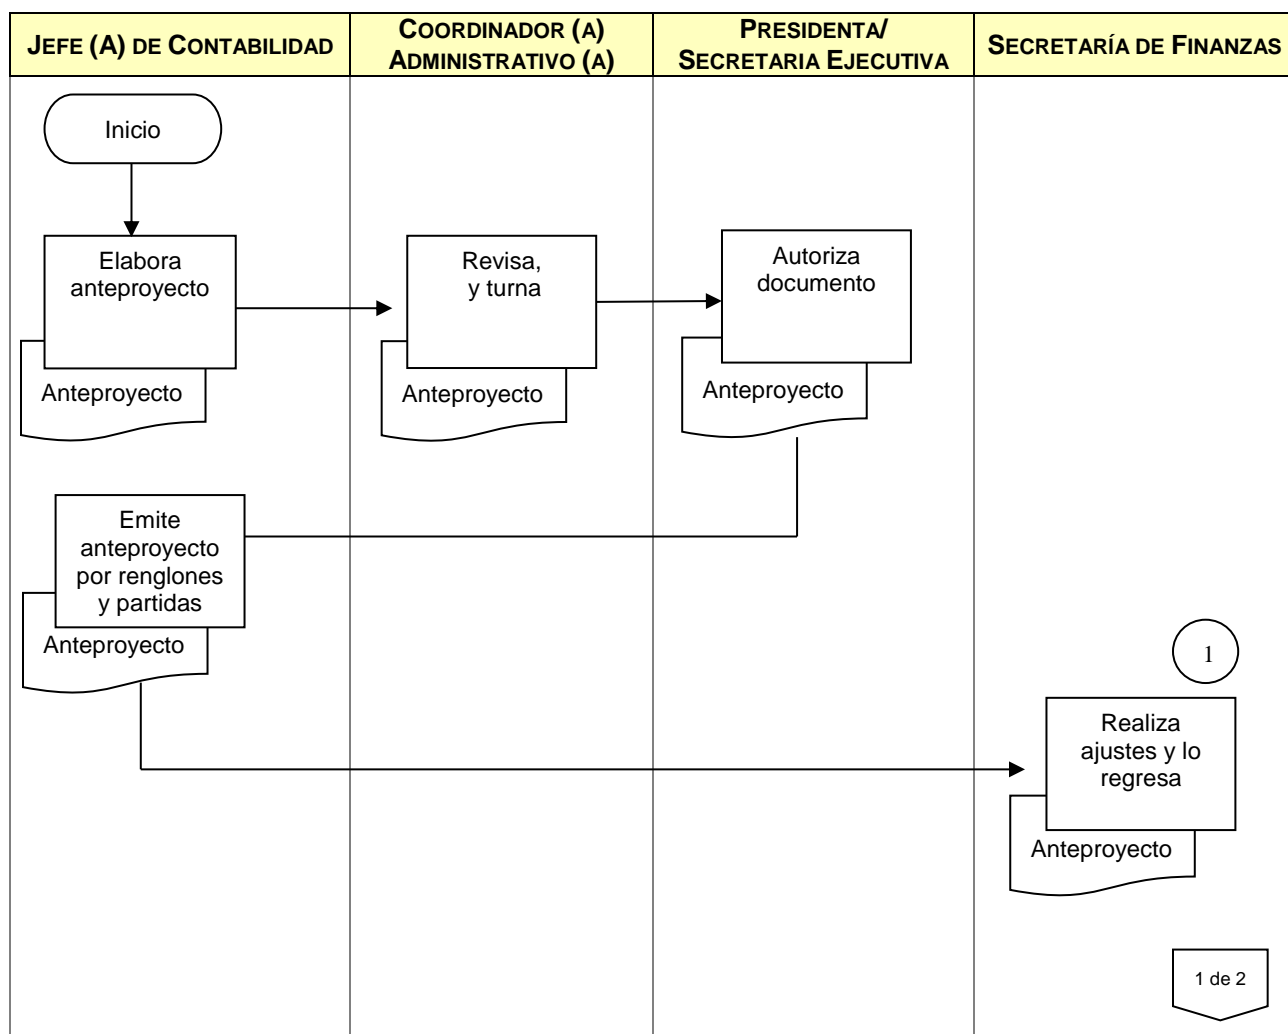 JEFE (A) DE CONTABILIDAD
COORDINADOR (A)
ADMINISTRATIVO (A)
PRESIDENTA/
SECRETARIA EJECUTIVA
SECRETARÍA DE FINANZAS
Inicio
Elabora
anteproyecto
Anteproyecto
Revisa,
y turna
Anteproyecto
Autoriza
documento
Anteproyecto
Emite
anteproyecto
por renglones
y partidas
Anteproyecto
1
Realiza
ajustes y lo
regresa
Anteproyecto
1 de 2